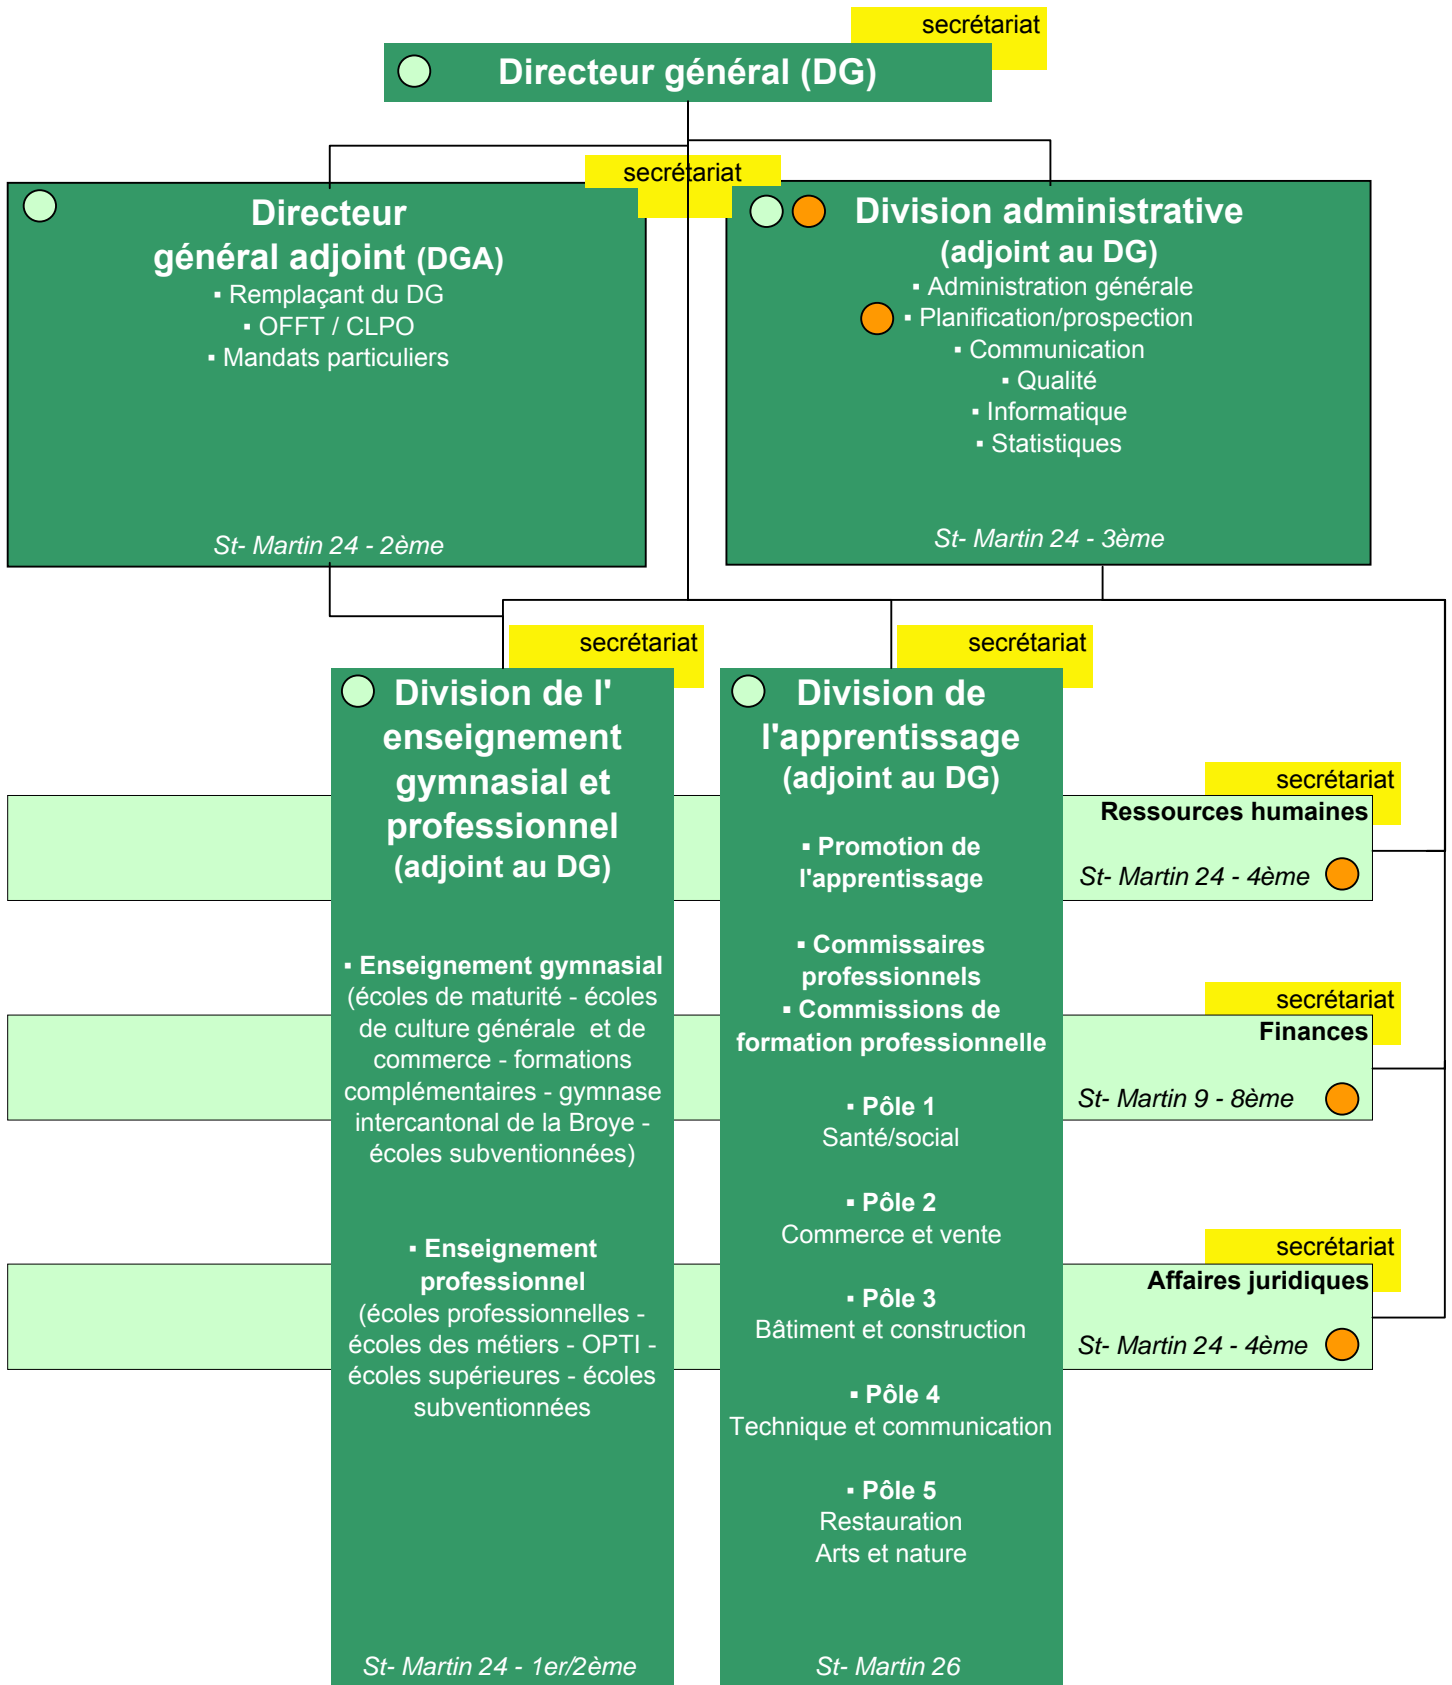 secrétariat
Directeur général (DG)
secrétariat
Directeur
général adjoint (DGA)
▪ Remplaçant du DG
▪ OFFT / CLPO
▪ Mandats particuliers
St- Martin 24 - 2ème
Division administrative
(adjoint au DG)
▪ Administration générale
▪ Planification/prospection
▪ Communication
▪ Qualité
▪ Informatique
▪ Statistiques
St- Martin 24 - 3ème
secrétariat
Division de l'
enseignement
gymnasial et
professionnel
(adjoint au DG)
▪ Enseignement gymnasial
(écoles de maturité - écoles
de culture générale  et de
commerce - formations
complémentaires - gymnase
intercantonal de la Broye -
écoles subventionnées)
▪ Enseignement
professionnel
(écoles professionnelles -
écoles des métiers - OPTI -
écoles supérieures - écoles
subventionnées
St- Martin 24 - 1er/2ème
secrétariat
Division de
l'apprentissage
(adjoint au DG)
▪ Promotion de
l'apprentissage
▪ Commissaires
professionnels
▪ Commissions de
formation professionnelle
▪ Pôle 1
Santé/social
▪ Pôle 2
Commerce et vente
▪ Pôle 3
Bâtiment et construction
▪ Pôle 4
Technique et communication
▪ Pôle 5
Restauration
Arts et nature
St- Martin 26
secrétariat
Ressources humaines
St- Martin 24 - 4ème
secrétariat
Finances
St- Martin 9 - 8ème
secrétariat
Affaires juridiques
St- Martin 24 - 4ème